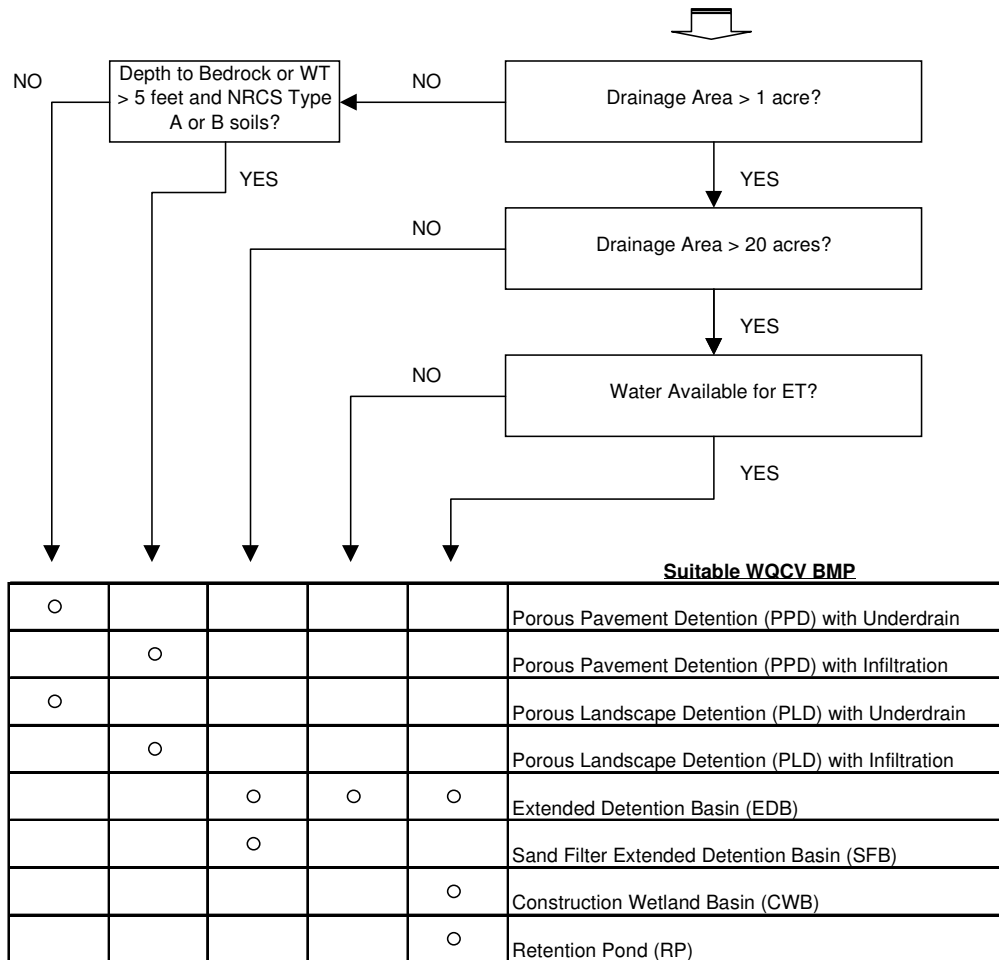 NO
Depth to Bedrock or WT
> 5 feet and NRCS Type
A or B soils?
NO
Drainage Area > 1 acre?
YES
YES
NO
Drainage Area > 20 acres?
YES
NO
Water Available for ET?
YES
Suitable WQCV BMP
Porous Pavement Detention (PPD) with Underdrain
Porous Pavement Detention (PPD) with Infiltration
Porous Landscape Detention (PLD) with Underdrain
Porous Landscape Detention (PLD) with Infiltration
Extended Detention Basin (EDB)
Sand Filter Extended Detention Basin (SFB)
Construction Wetland Basin (CWB)
Retention Pond (RP)